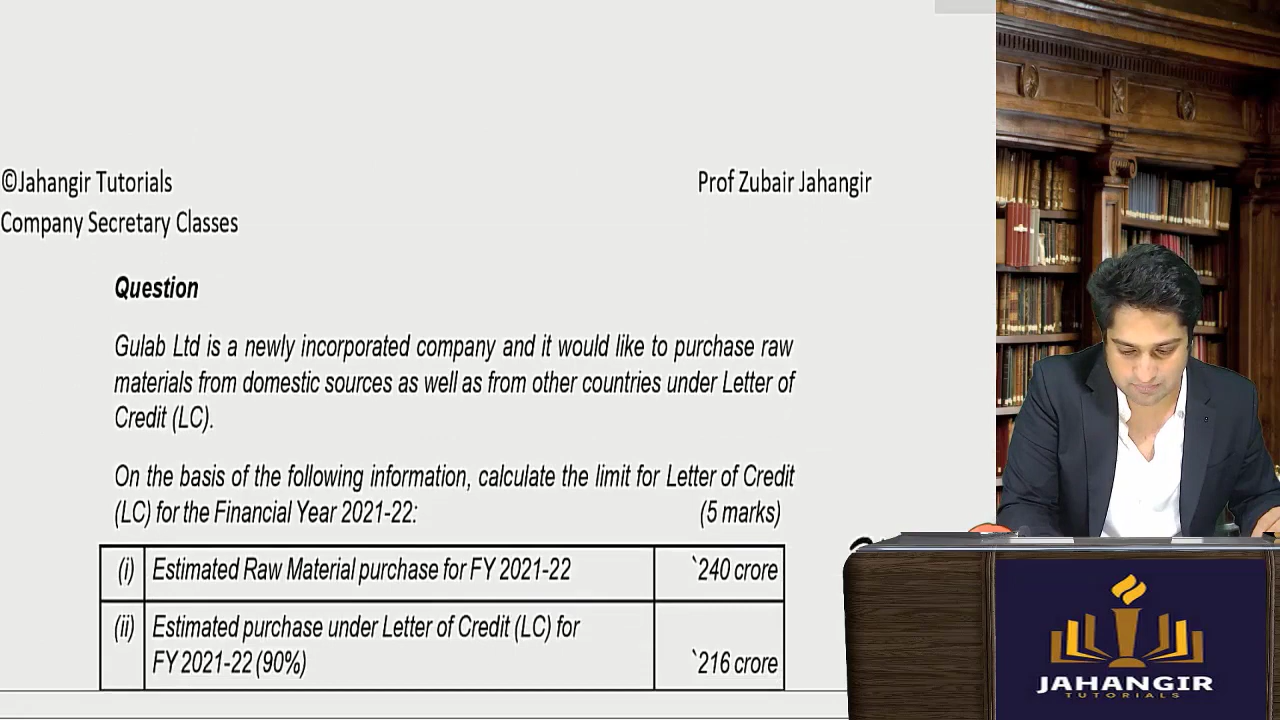 ©Jahangir Tutorials
Prof Zubair Jahangir
Company Secretary Classes
Question
Gulab Ltd is a newly incorporated company and it would like to purchase raw
materials from domestic sources as well as from other countries under Letter of
Credit (LC).
On the basis of the following information, calculate the limit for Letter of Credit
(LC) for the Financial Year 2021-22: (5 marks)
(i) Estimated Raw Material purchase for FY 2021-22 `240 crore
(ii) Estimated purchase under Letter of Credit (LC) for
FY 2021-22 (90%) `216 crore
JAHANGIR
TUTORIALS